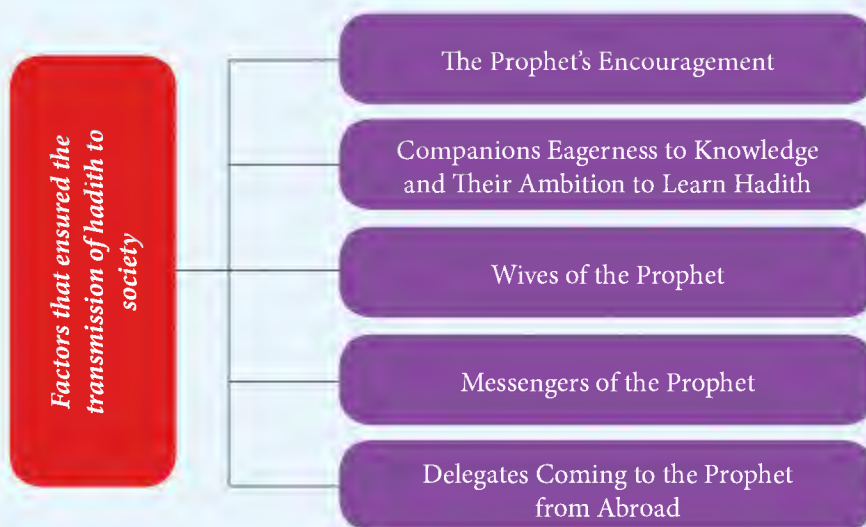 Factors that ensured the
transmission of hadith to
society
The Prophet's Encouragement
Companions Eagerness to Knowledge
and Their Ambition to Learn Hadith
Wives of the Prophet
Messengers of the Prophet
Delegates Coming to the Prophet
from Abroad